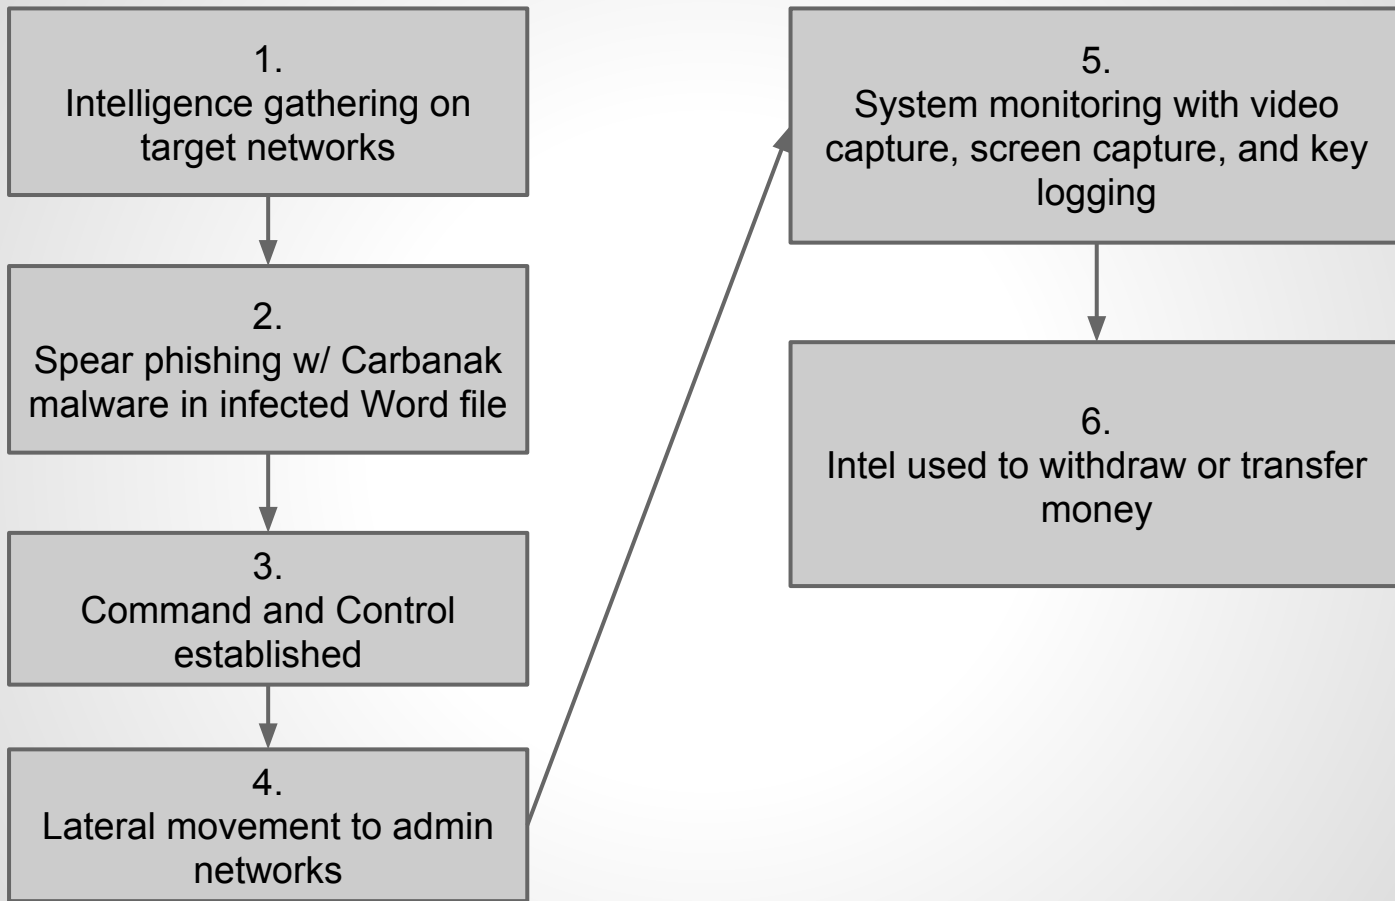 1.
Intelligence gathering on
target networks
2.
Spear phishing w/ Carbanak
malware in infected Word file
3.
Command and Control
established
4.
Lateral movement to admin
networks
5.
System monitoring with video
capture, screen capture, and key
logging
6.
Intel used to withdraw or transfer
money